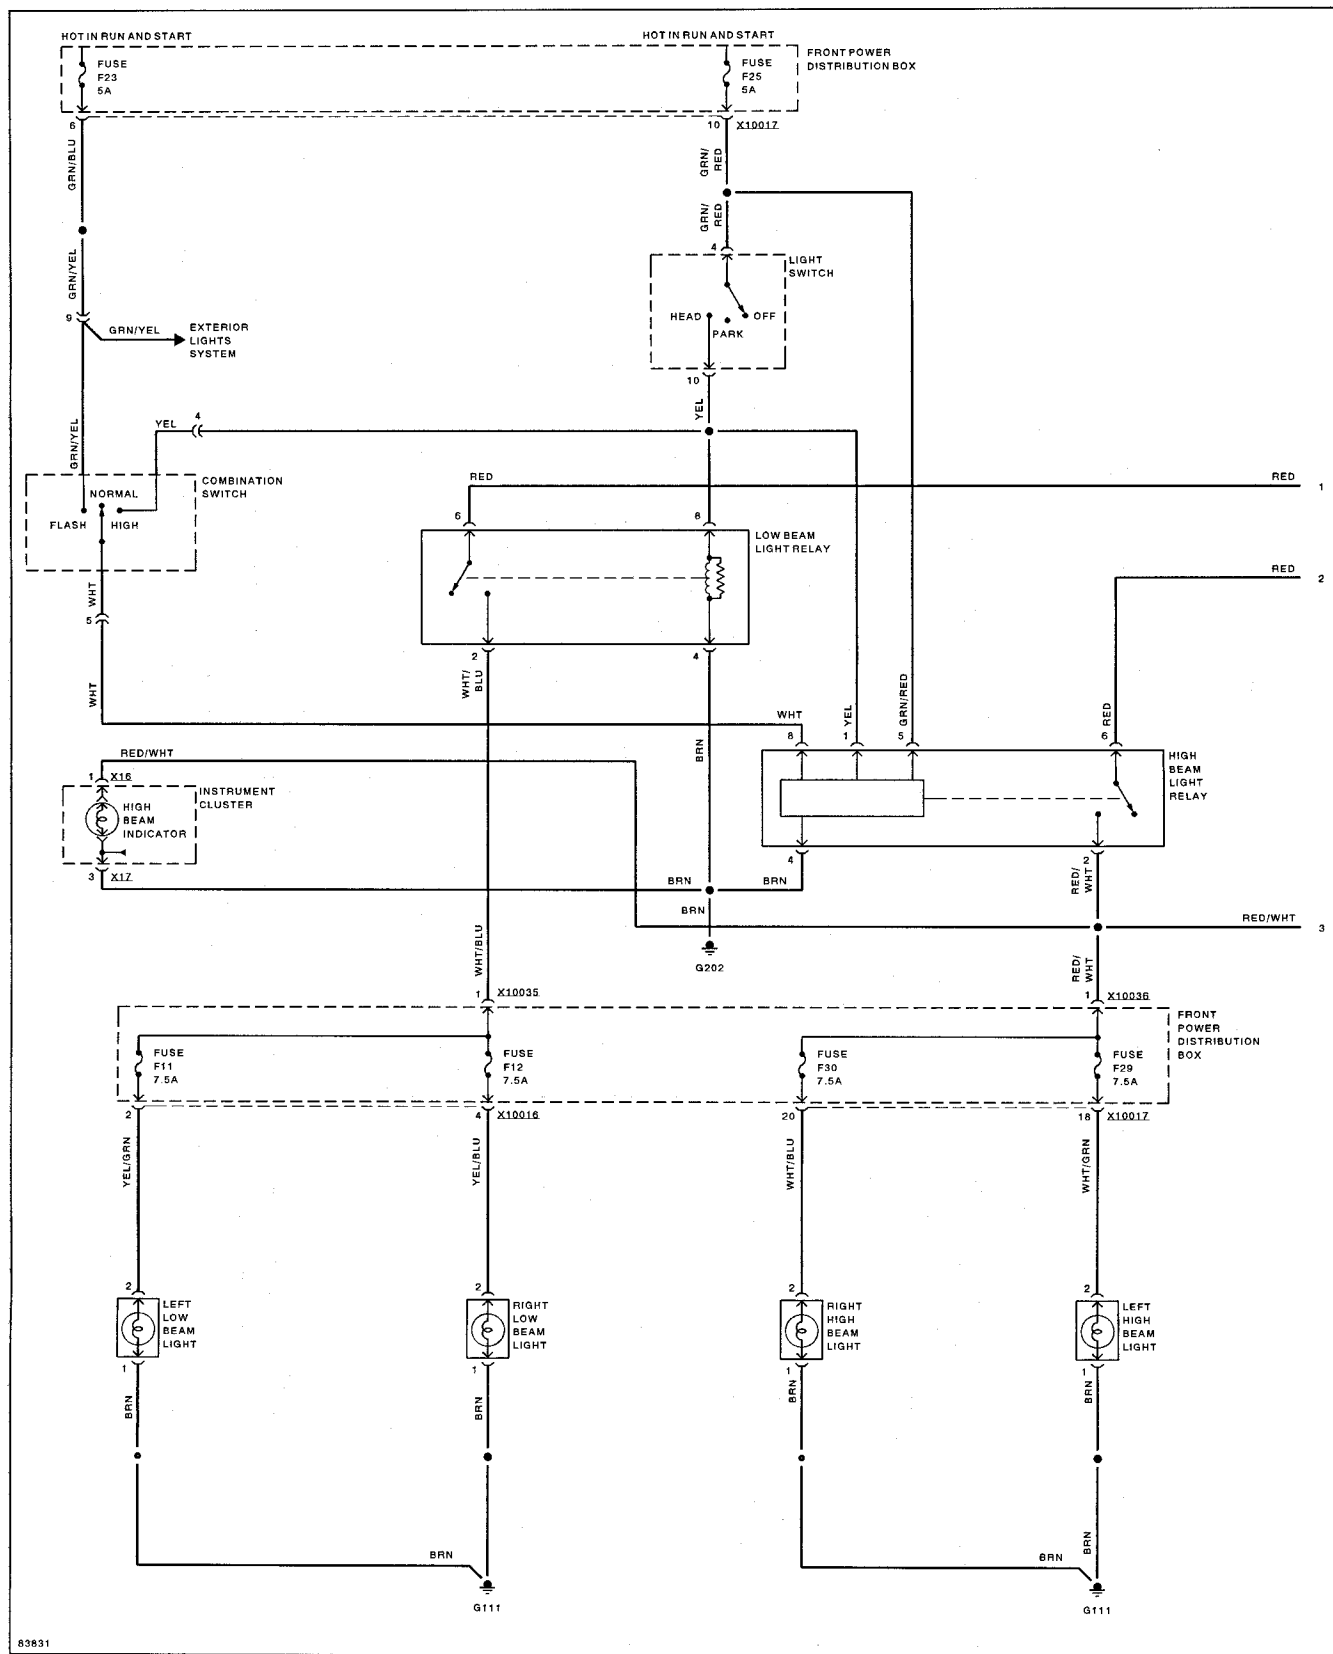 HOT IN RUN AND START
HOT IN RUN AND START
FUSE
F23
5A
FUSE
F25
5A
FRONT POWER
DISTRIBUTION BOX
6
10 X10017
GRN/BLU
GRN/
RED
GRN/
RED
GRN/YEL
4
LIGHT
SWITCH
HEAD
OFF
PARK
9
GRN/YEL
EXTERIOR
LIGHTS
SYSTEM
10
YEL
GRN/YEL
YEL
4
COMBINATION
SWITCH
NORMAL
FLASH
HIGH
RED
RED 1
6
8
LOW BEAM
LIGHT RELAY
RED 2
WHT
5
2
4
WHT/
BLU
WHT
BRN
WHT
YEL
GRN/RED
RED
8
1
5
6
HIGH
BEAM
LIGHT
RELAY
RED/WHT
1 X16
INSTRUMENT
CLUSTER
HIGH
BEAM
INDICATOR
3 X17
4
2
RED/
WHT
BRN
BRN
BRN
RED/WHT 3
G202
WHT/BLU
RED/
WHT
1 X10035
1 X10036
FRONT
POWER
DISTRIBUTION
BOX
FUSE
F11
7.5A
FUSE
F12
7.5A
FUSE
F30
7.5A
FUSE
F29
7.5A
2
4 X10016
20
18 X10017
YEL/GRN
YEL/BLU
WHT/BLU
WHT/GRN
2
2
2
2
LEFT
LOW
BEAM
LIGHT
RIGHT
LOW
BEAM
LIGHT
RIGHT
HIGH
BEAM
LIGHT
LEFT
HIGH
BEAM
LIGHT
1
1
1
1
BRN
BRN
BRN
BRN
BRN
BRN
BRN
G111
G111
83831